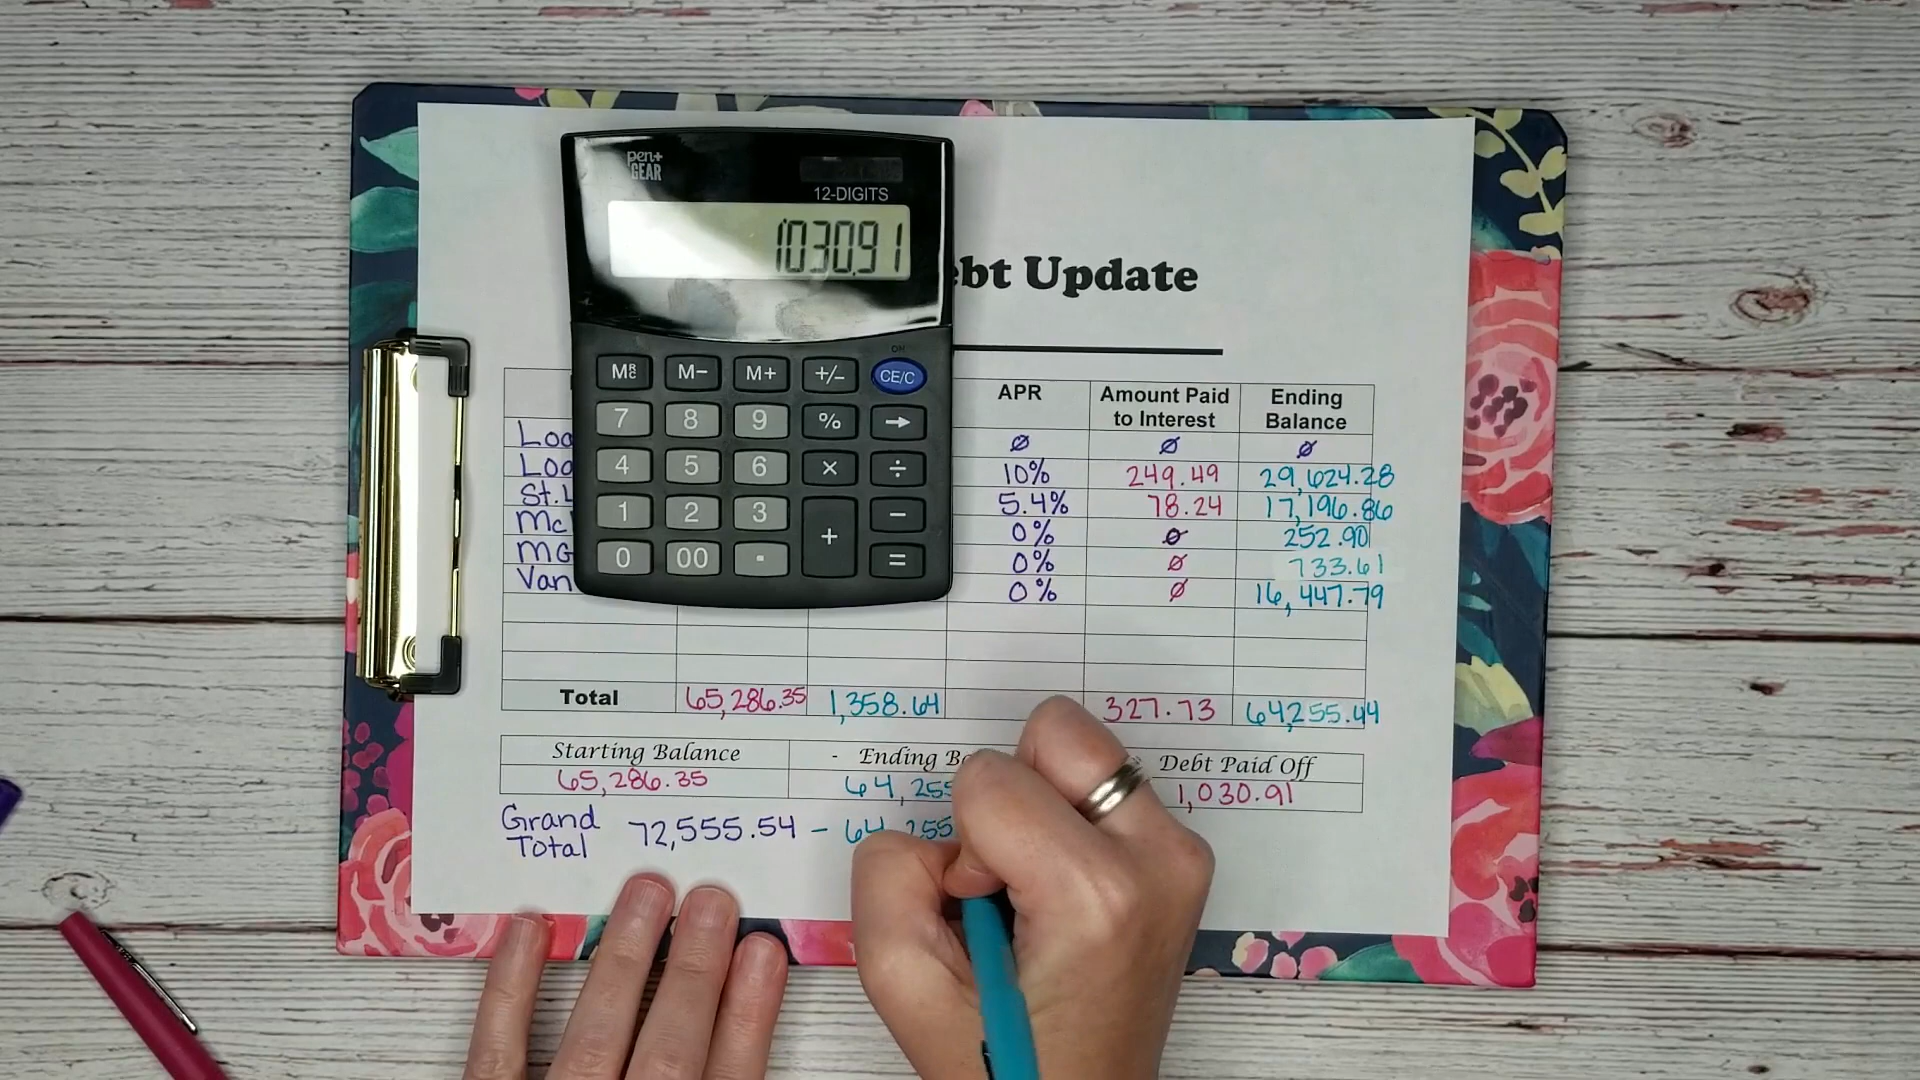 pen+
GEAR
12-DIGITS
1030.91
ebt Update
ON
MRC M- M+ +/- CE/C
7 8 9 % →
4 5 6 × ÷
1 2 3 + -
0 00 . =
APR Amount Paid to Interest Ending Balance
Loa Ø Ø Ø
Loa 10% 249.49 29,624.28
St.L 5.4% 78.24 17,196.86
Mc 0% Ø 252.90
MG 0% Ø 733.61
Van 0% Ø 16,447.79
Total 65,286.35 1,358.64 327.73 64,255.44
Starting Balance - Ending Ba Debt Paid Off
65,286.35 64,255 1,030.91
Grand Total 72,555.54 - 64,255